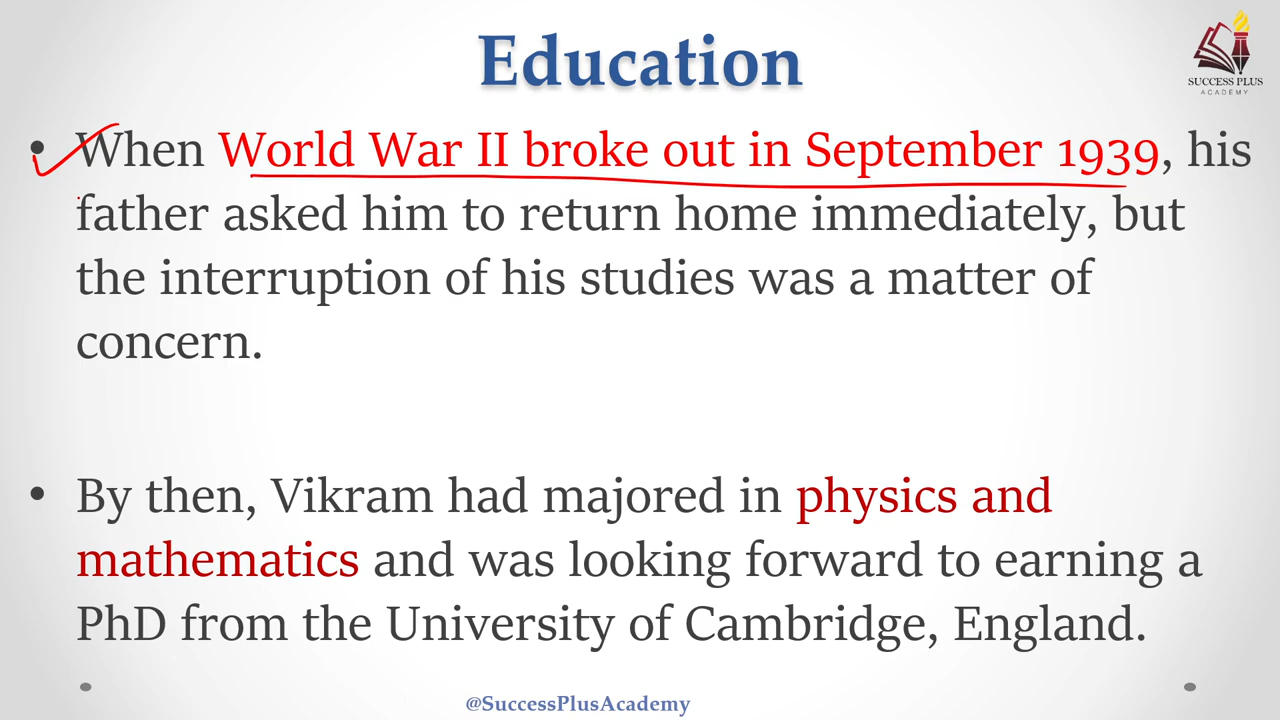 Education
SUCCESS PLUS
ACADEMY
• When World War II broke out in September 1939, his
father asked him to return home immediately, but
the interruption of his studies was a matter of
concern.
• By then, Vikram had majored in physics and
mathematics and was looking forward to earning a
PhD from the University of Cambridge, England.
@SuccessPlusAcademy